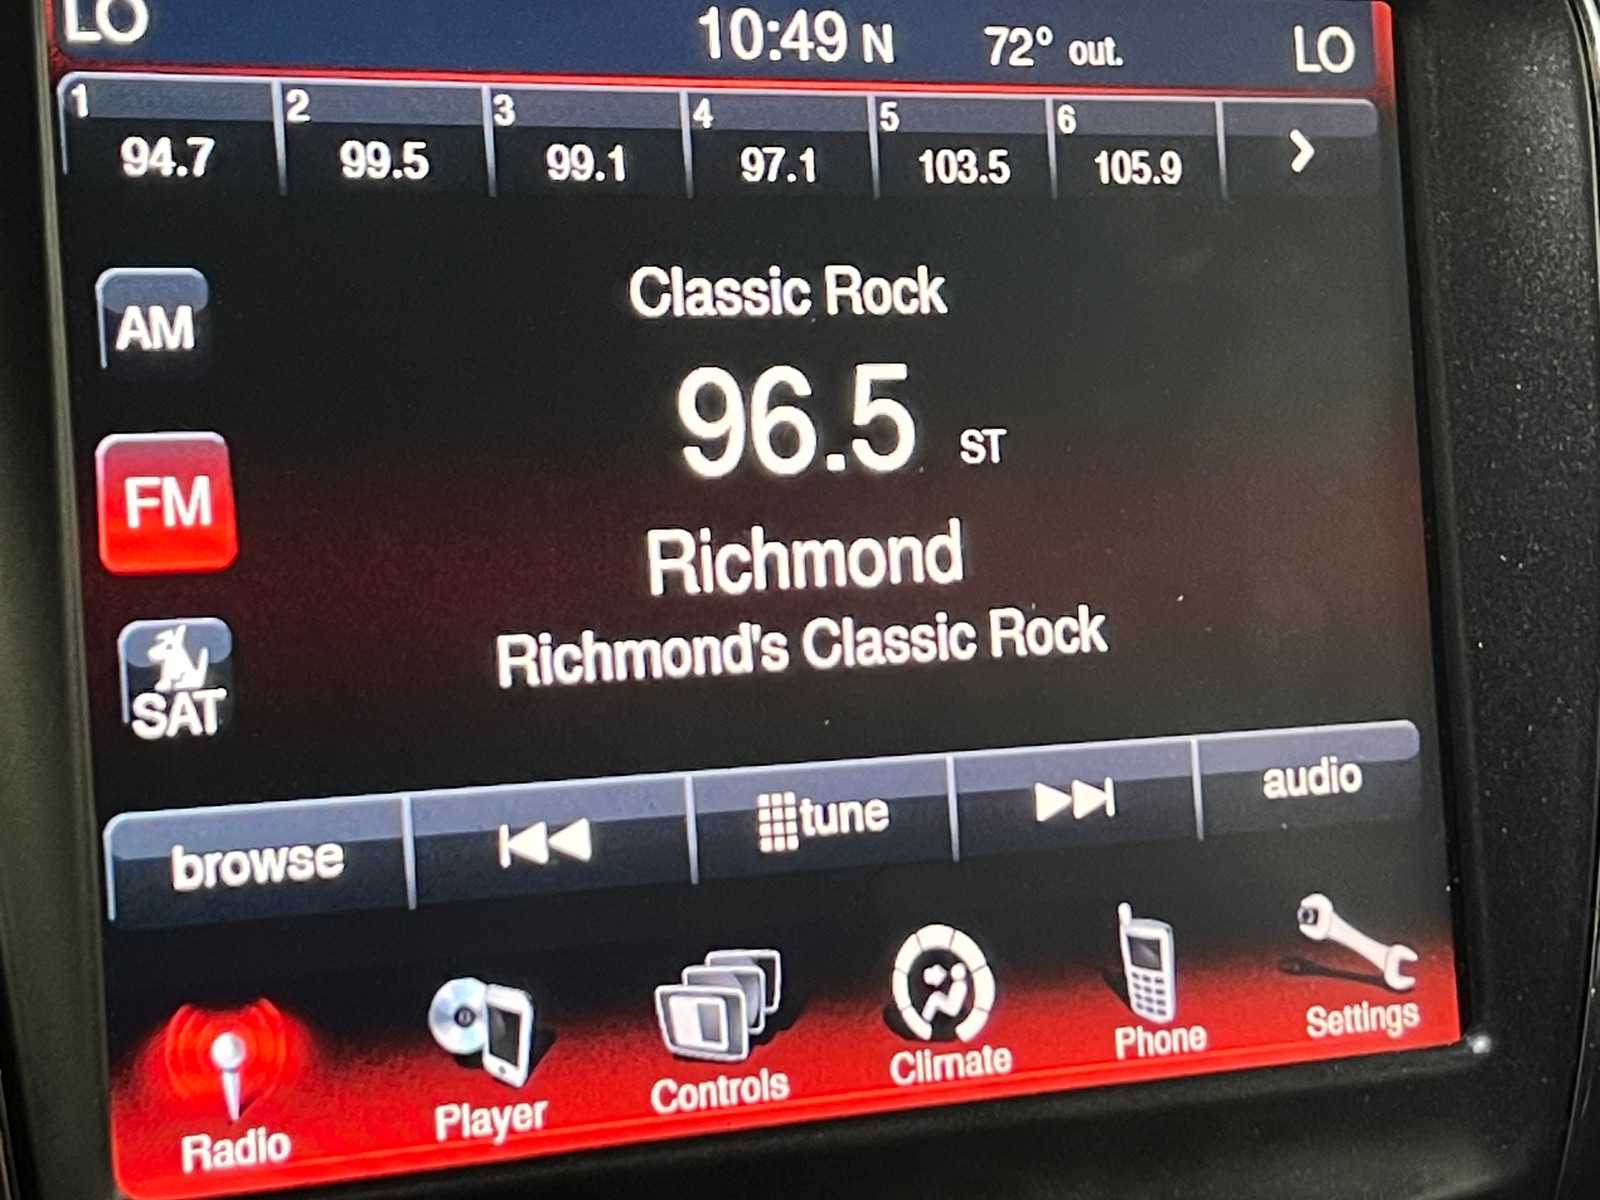 LO 10:49 N 72° out. LO
1 2 3 4 5 6
94.7 99.5 99.1 97.1 103.5 105.9
Classic Rock
AM
96.5 ST
FM
Richmond
Richmond's Classic Rock
SAT
browse tune audio
Radio Player Controls Climate Phone Settings